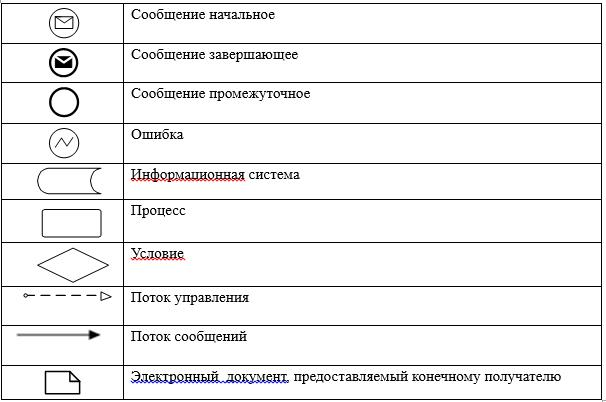 Сообщение начальное
Сообщение завершающее
Сообщение промежуточное
Ошибка
Информационная система
Процесс
Условие
Поток управления
Поток сообщений
Электронный документ, предоставляемый конечному получателю